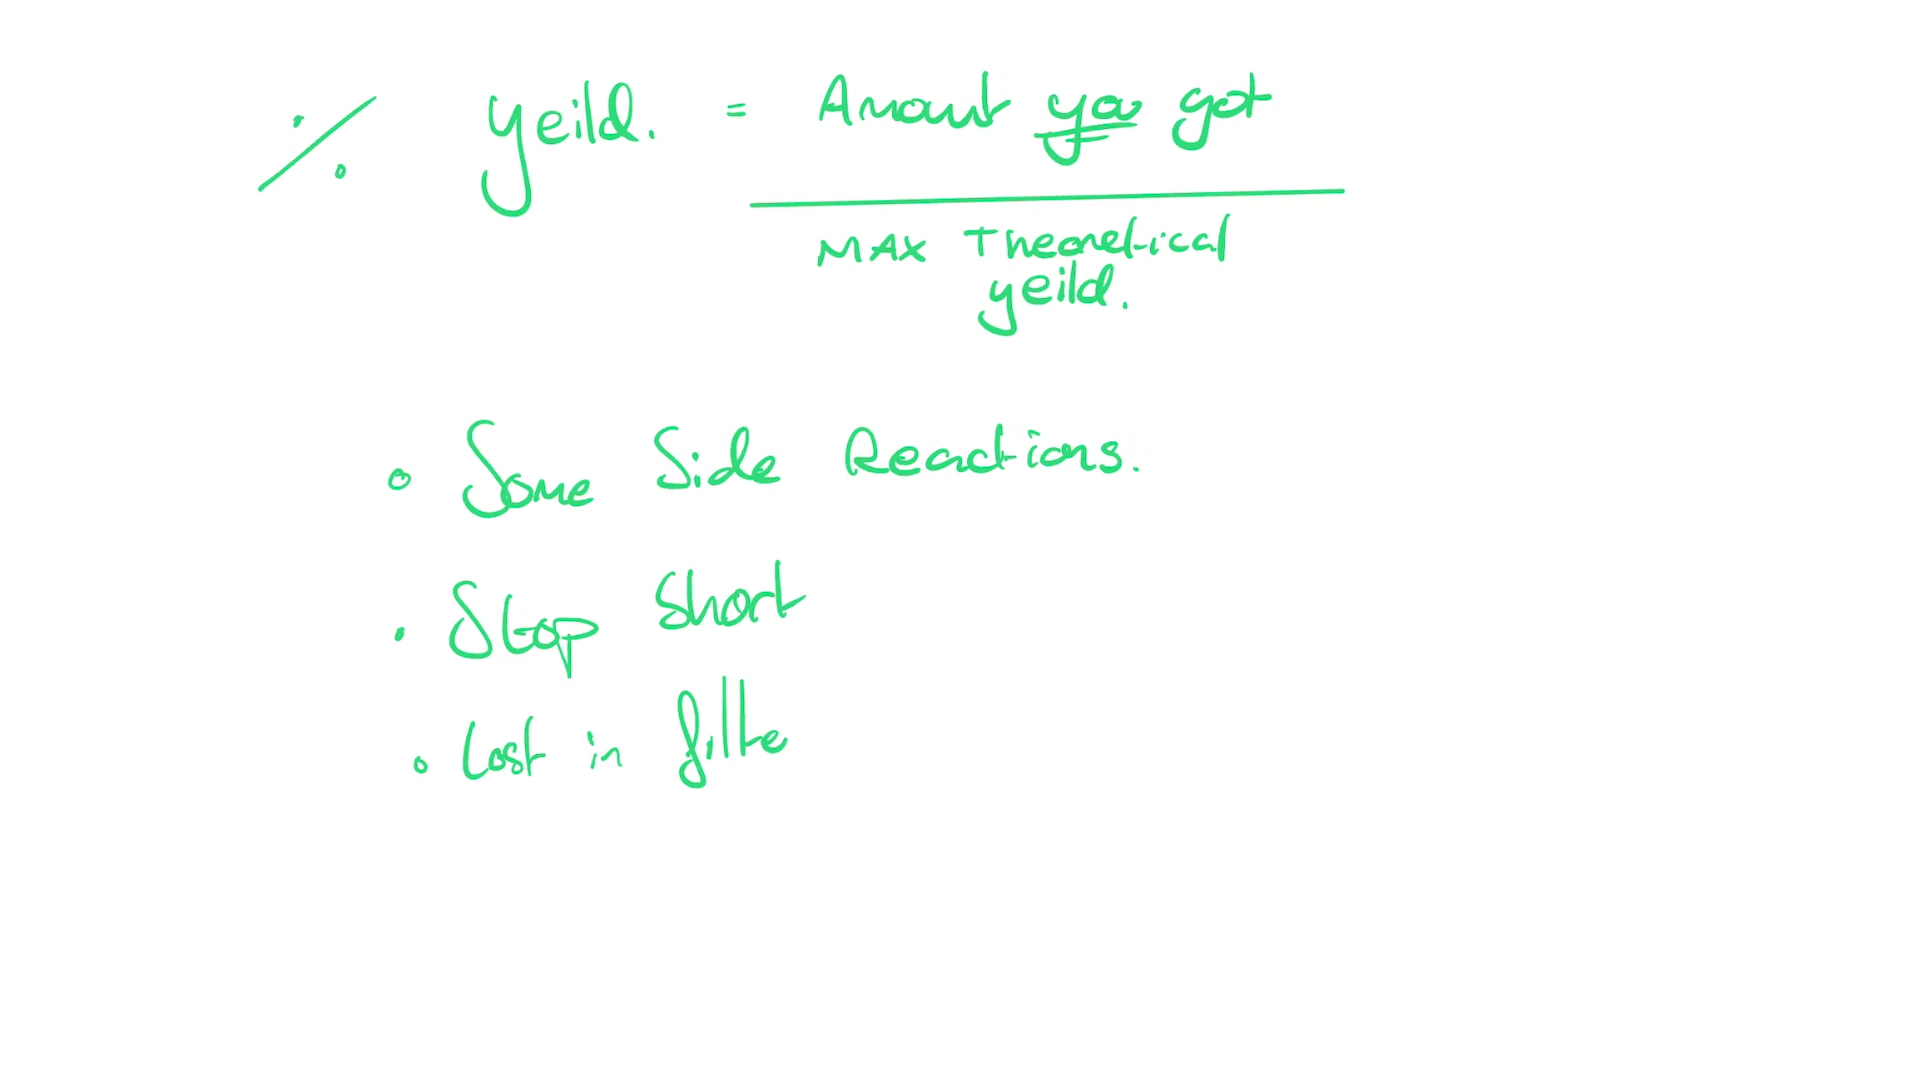 % yeild. = Amount you got
MAX Theoretical
yeild.
Some Side Reactions.
Stop Short
Lost in filte